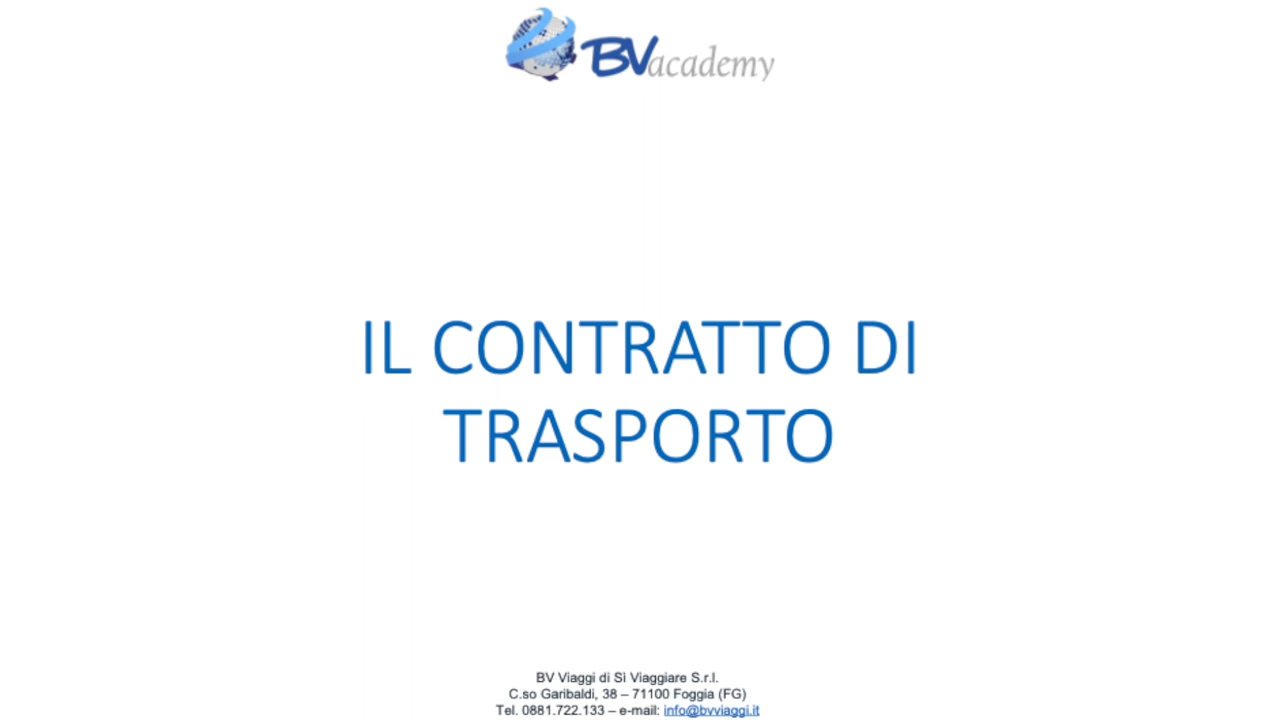 BVacademy
IL CONTRATTO DI
TRASPORTO
BV Viaggi di Sì Viaggiare S.r.l.
C.so Garibaldi, 38 – 71100 Foggia (FG)
Tel. 0881.722.133 – e-mail: info@bvviaggi.it